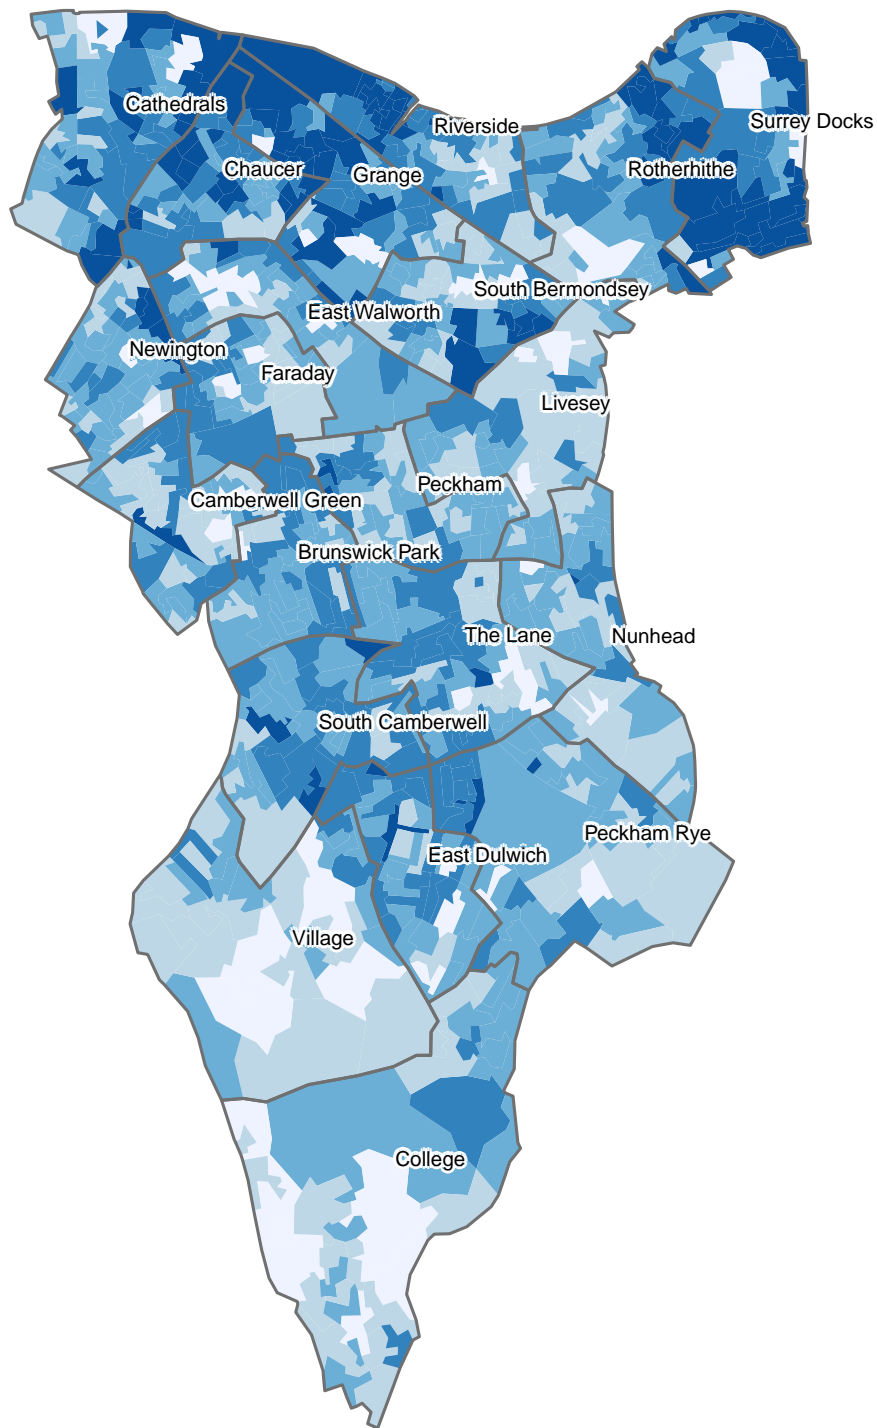 Cathedrals
Surrey Docks
Riverside
Chaucer
Grange
Rotherhithe
South Bermondsey
East Walworth
Newington
Faraday
Livesey
Peckham
Camberwell Green
Brunswick Park
The Lane
Nunhead
South Camberwell
Peckham Rye
East Dulwich
Village
College